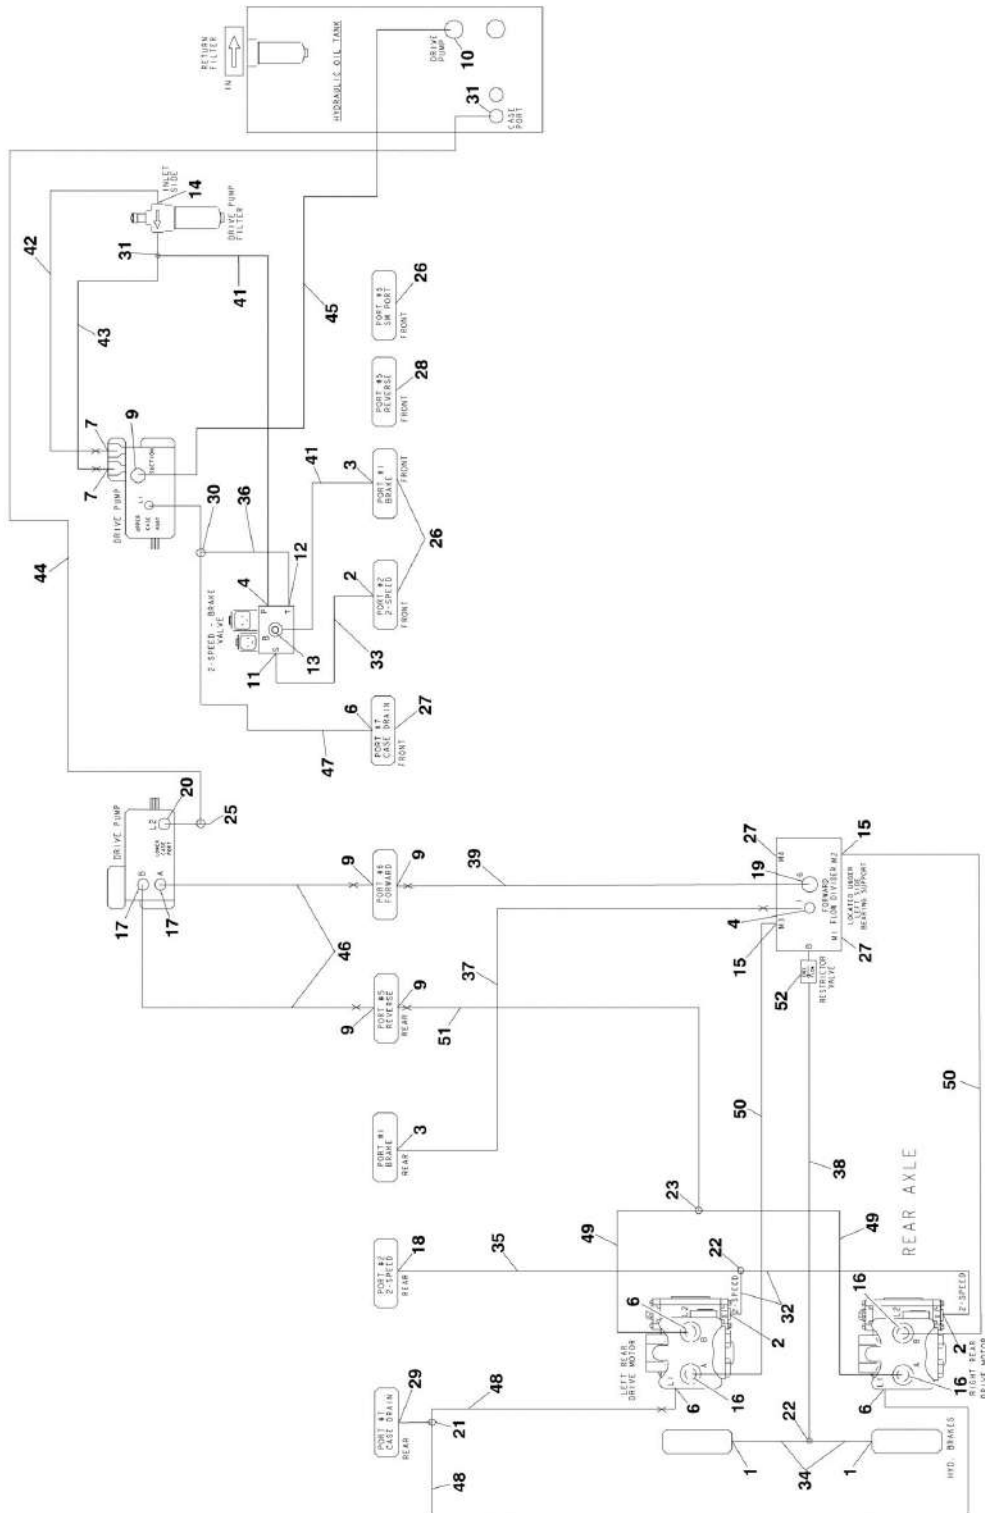 RETURN
FILTER
IN
HYDRAULIC OIL TANK
DRIVE
PUMP
10
31
CASE
PORT
INLET
SIDE
14
DRIVE PUMP
FILTER
42
31
41
43
45
PORT #5
SM PORT
FRONT
26
PORT #5
REVERSE
FRONT
28
7
9
7
SUCTION
L1
UPPER
CASE
PORT
DRIVE PUMP
30
36
41
3
PORT #1
BRAKE
FRONT
26
44
12
4
P
T
B
S
2-SPEED - BRAKE
VALVE
11
13
2
PORT #2
2-SPEED
FRONT
33
6
PORT #7
CASE DRAIN
FRONT
27
47
DRIVE PUMP
20
L2
25
LOWER
CASE
PORT
B
A
17
17
46
9
PORT #6
FORWARD
9
39
9
PORT #5
REVERSE
REAR
9
51
37
27
15
19
M4
6
M2
FORWARD
FLOW DIVIDER
LOCATED UNDER
LEFT SIDE
BEARING SUPPORT
4
M3
M1
15
27
B
52
RESTRICTOR
VALVE
PORT #1
BRAKE
REAR
3
50
50
38
23
49
49
REAR AXLE
PORT #2
2-SPEED
REAR
18
35
22
2-SPEED
32
2-SPEED
6
L2
B
2
A
L1
LEFT REAR
DRIVE MOTOR
6
16
16
L2
B
2
A
L1
16
6
RIGHT REAR
DRIVE MOTOR
PORT #7
CASE DRAIN
REAR
29
21
48
48
22
1
34
1
HYD. BRAKES